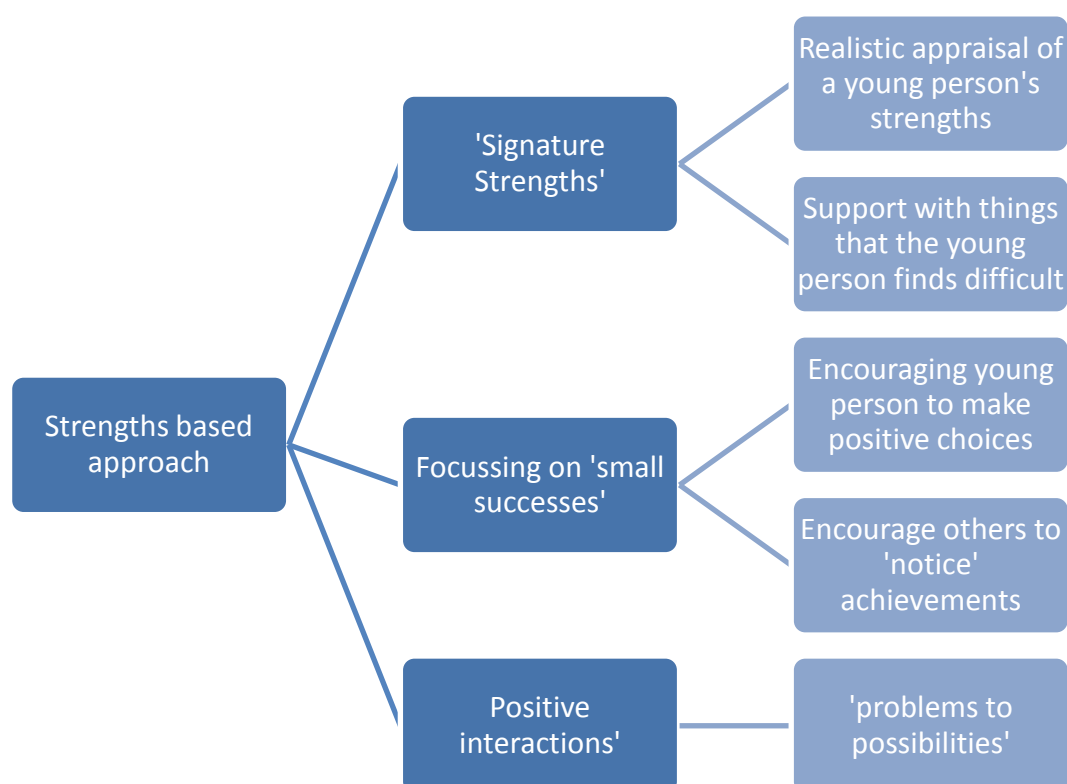 Strengths based
approach
'Signature
Strengths'
Realistic appraisal of
a young person's
strengths
Support with things
that the young
person finds difficult
Focussing on 'small
successes'
Encouraging young
person to make
positive choices
Encourage others to
'notice'
achievements
Positive
interactions'
'problems to
possibilities'